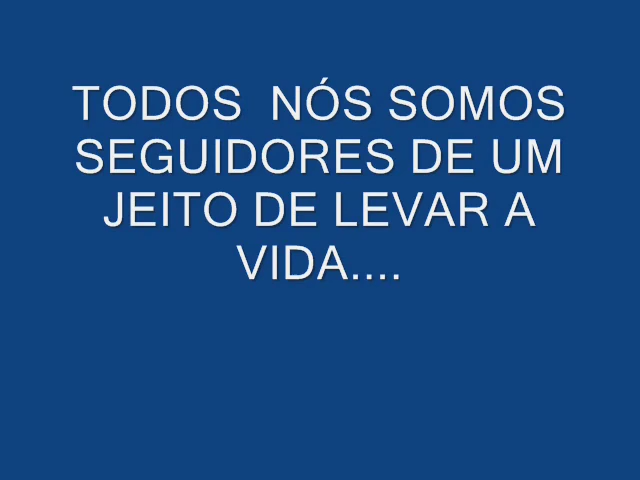 TODOS  NÓS SOMOS
SEGUIDORES DE UM
JEITO DE LEVAR A
VIDA....